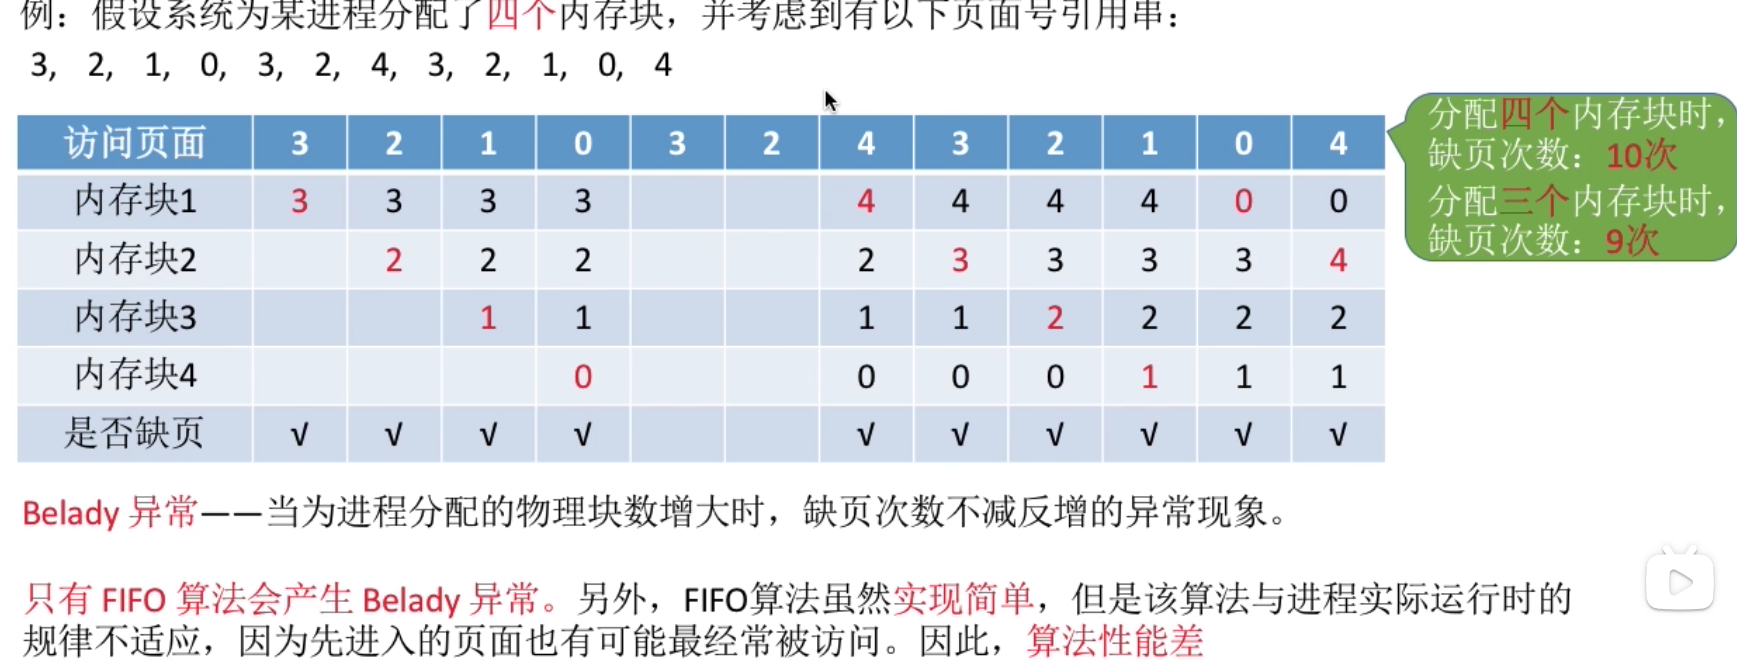 例：假设系统为某进程分配了四个内存块，并考虑到有以下页面号引用串：
3, 2, 1, 0, 3, 2, 4, 3, 2, 1, 0, 4
访问页面 3 2 1 0 3 2 4 3 2 1 0 4
内存块1 3 3 3 3 4 4 4 4 0 0
内存块2 2 2 2 2 3 3 3 3 4
内存块3 1 1 1 1 2 2 2 2
内存块4 0 0 0 0 1 1 1
是否缺页 √ √ √ √ √ √ √ √ √ √
分配四个内存块时，
缺页次数：10次
分配三个内存块时，
缺页次数：9次
Belady 异常——当为进程分配的物理块数增大时，缺页次数不减反增的异常现象。
只有 FIFO 算法会产生 Belady 异常。另外，FIFO算法虽然实现简单，但是该算法与进程实际运行时的
规律不适应，因为先进入的页面也有可能最经常被访问。因此，算法性能差